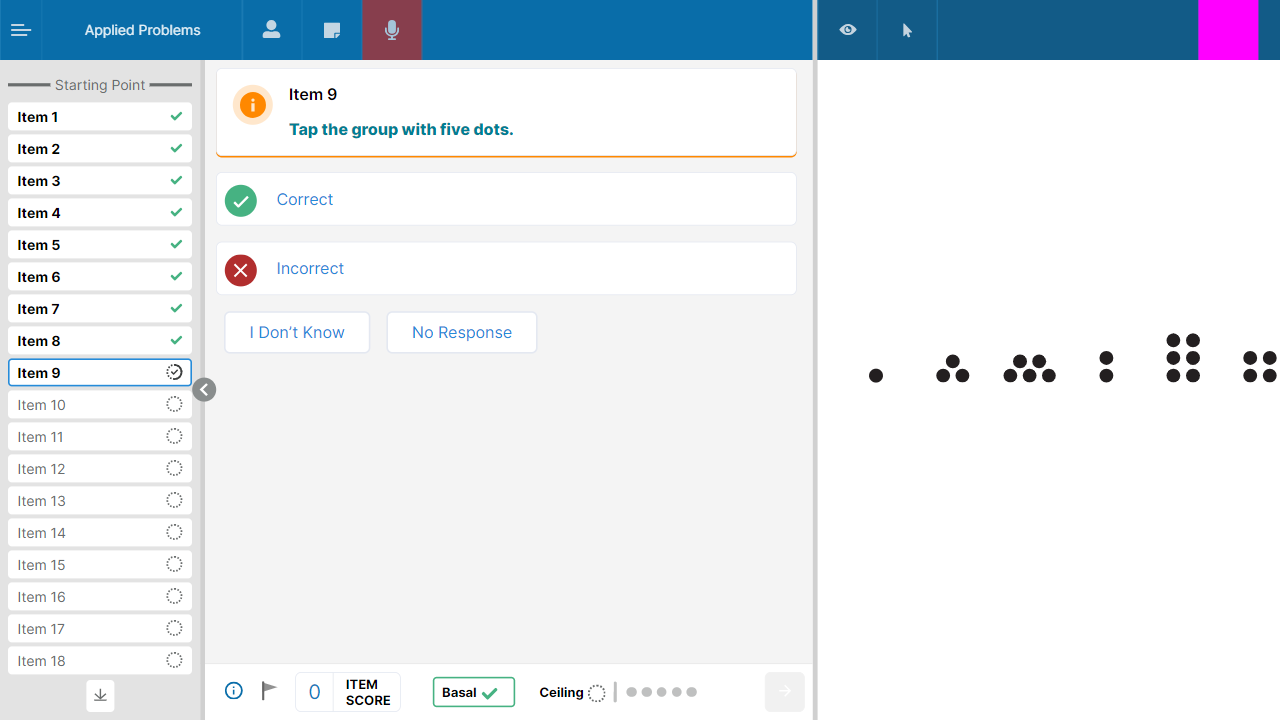 Applied Problems
Starting Point
Item 1
Item 2
Item 3
Item 4
Item 5
Item 6
Item 7
Item 8
Item 9
Item 10
Item 11
Item 12
Item 13
Item 14
Item 15
Item 16
Item 17
Item 18
Item 9
Tap the group with five dots.
Correct
Incorrect
I Don't Know No Response
0 ITEM SCORE
Basal
Ceiling